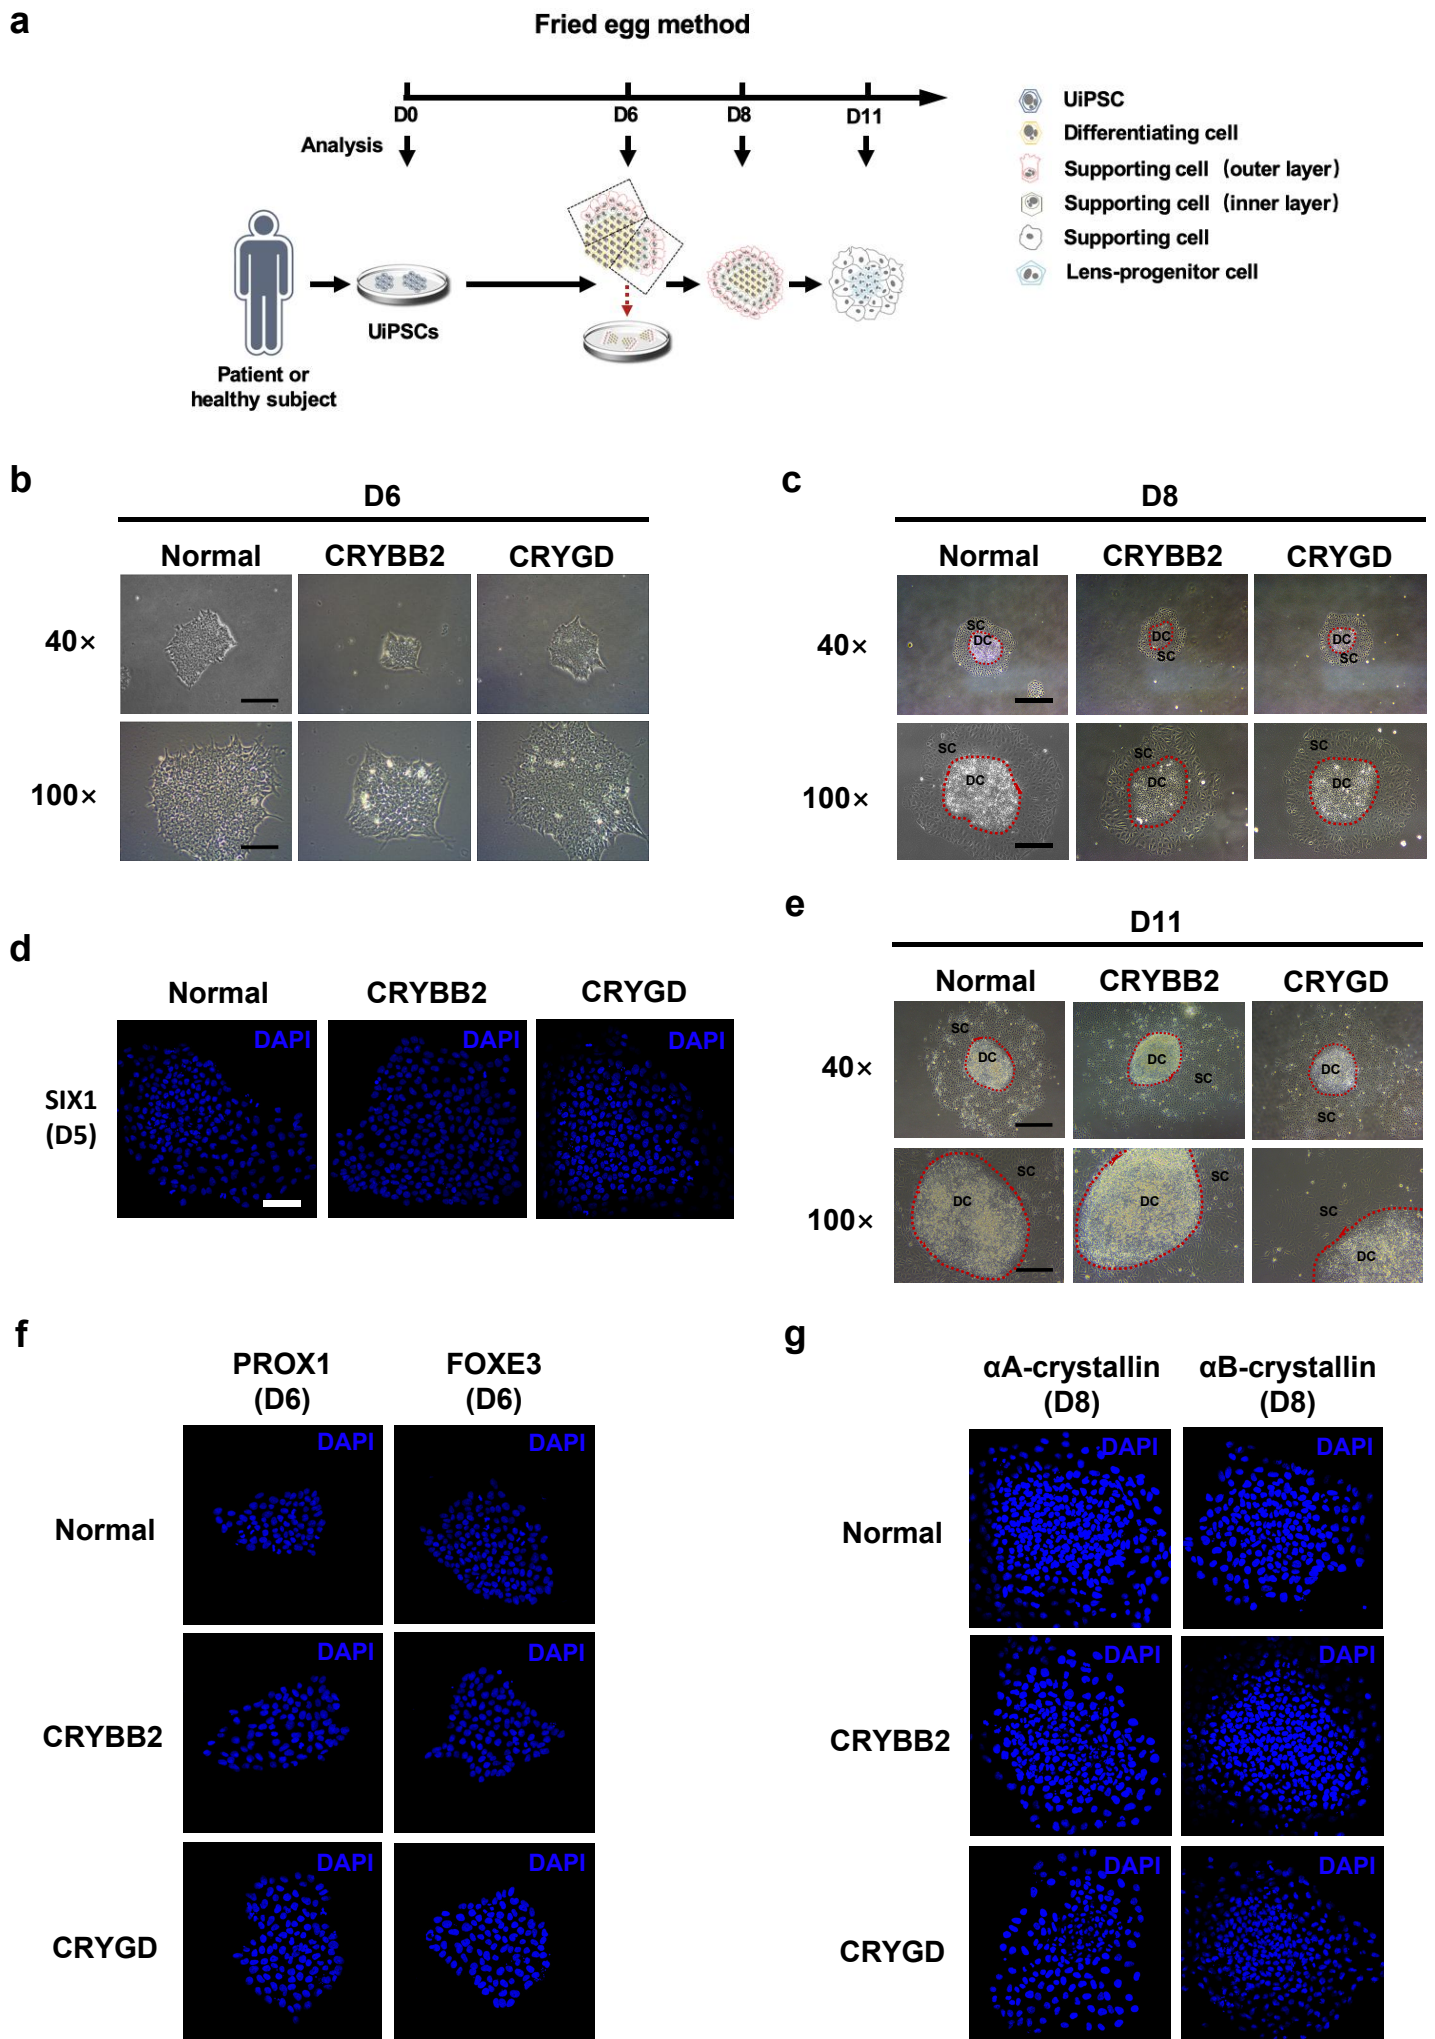 a
Fried egg method
D0
D6
D8
D11
Analysis
UiPSC
Differentiating cell
Supporting cell (outer layer)
Supporting cell (inner layer)
Supporting cell
Lens-progenitor cell
UiPSCs
Patient or
healthy subject
b
D6
Normal
CRYBB2
CRYGD
40×
100×
c
D8
Normal
CRYBB2
CRYGD
40×
SC
DC
DC
SC
DC
SC
100×
SC
DC
SC
DC
SC
DC
d
Normal
CRYBB2
CRYGD
SIX1
(D5)
DAPI
DAPI
DAPI
e
D11
Normal
CRYBB2
CRYGD
40×
SC
DC
DC
SC
DC
SC
100×
SC
DC
SC
DC
SC
DC
f
PROX1
(D6)
FOXE3
(D6)
Normal
DAPI
DAPI
CRYBB2
DAPI
DAPI
CRYGD
DAPI
DAPI
g
αA-crystallin
(D8)
αB-crystallin
(D8)
Normal
DAPI
DAPI
CRYBB2
DAPI
DAPI
CRYGD
DAPI
DAPI